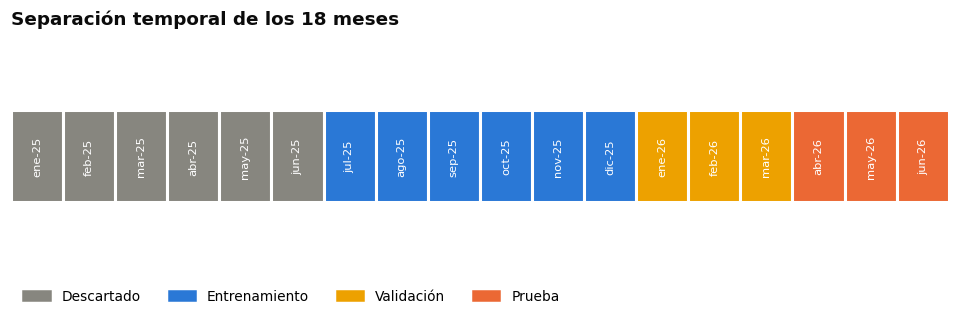 Separación temporal de los 18 meses
ene-25 feb-25 mar-25 abr-25 may-25 jun-25 jul-25 ago-25 sep-25 oct-25 nov-25 dic-25 ene-26 feb-26 mar-26 abr-26 may-26 jun-26
Descartado Entrenamiento Validación Prueba